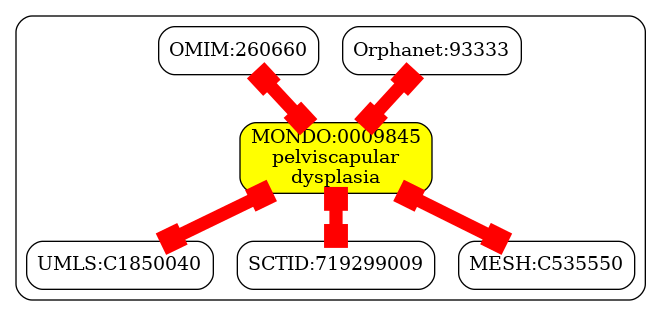 OMIM:260660
Orphanet:93333
MONDO:0009845
pelviscapular
dysplasia
UMLS:C1850040
SCTID:719299009
MESH:C535550